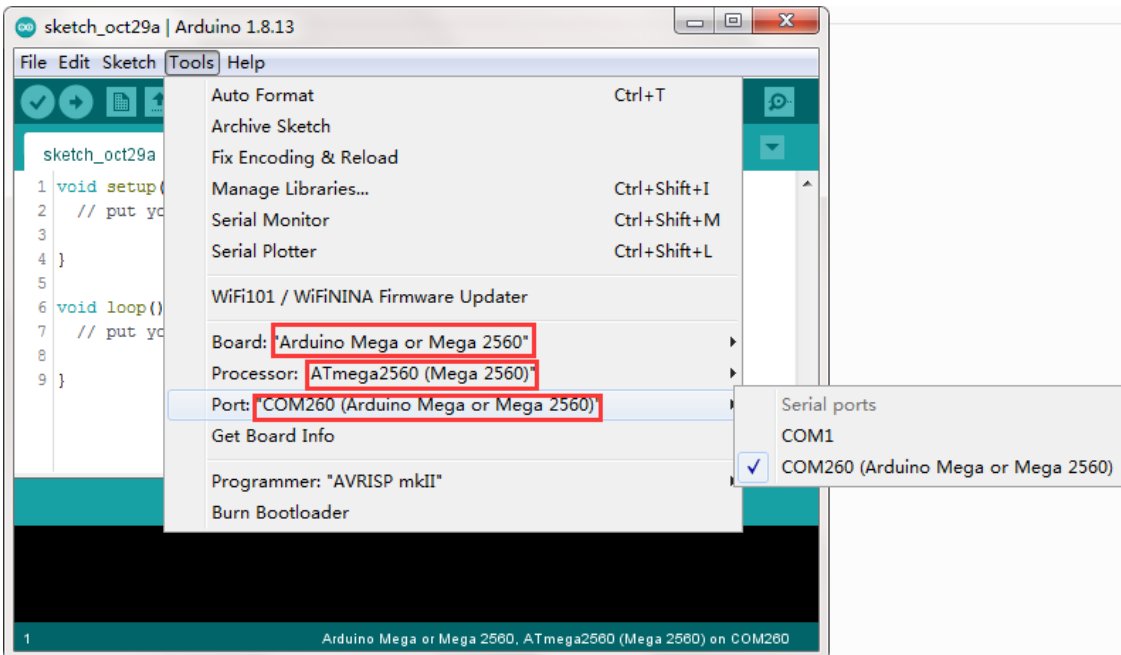 sketch_oct29a | Arduino 1.8.13
File Edit Sketch Tools Help
Auto Format Ctrl+T
Archive Sketch
sketch_oct29a
Fix Encoding & Reload
Manage Libraries... Ctrl+Shift+I
Serial Monitor Ctrl+Shift+M
Serial Plotter Ctrl+Shift+L
WiFi101 / WiFiNINA Firmware Updater
Board: "Arduino Mega or Mega 2560"
Processor: "ATmega2560 (Mega 2560)"
Port: "COM260 (Arduino Mega or Mega 2560)"
Get Board Info
Programmer: "AVRISP mkII"
Burn Bootloader
1 void setup(
2 // put yo
3
4 }
5
6 void loop()
7 // put yo
8
9 }
Serial ports
COM1
✓ COM260 (Arduino Mega or Mega 2560)
1 Arduino Mega or Mega 2560, ATmega2560 (Mega 2560) on COM260